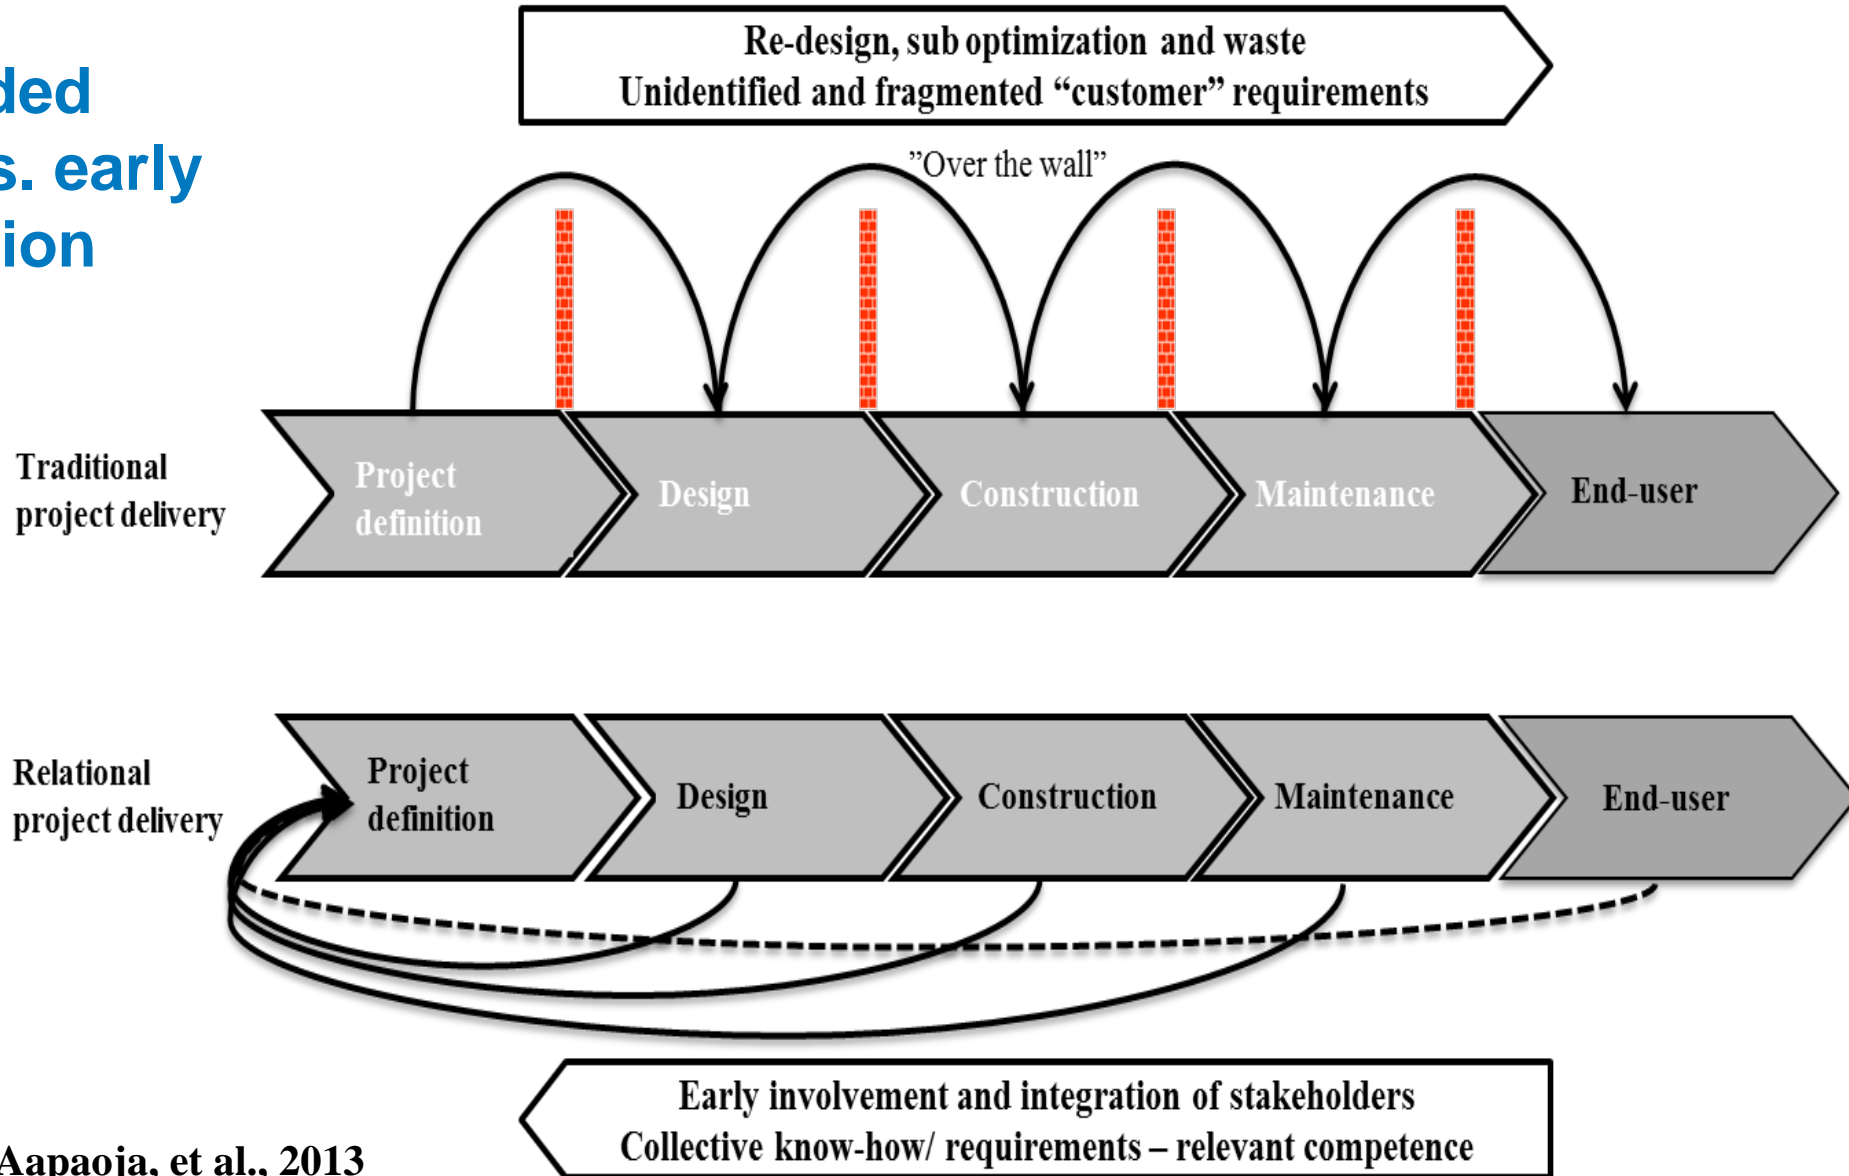 Re-design, sub optimization and waste
Unidentified and fragmented “customer” requirements
ded
s. early
ion
”Over the wall”
Traditional
project delivery
Project
definition
Design
Construction
Maintenance
End-user
Relational
project delivery
Project
definition
Design
Construction
Maintenance
End-user
Early involvement and integration of stakeholders
Collective know-how/ requirements – relevant competence
Aapaoja, et al., 2013